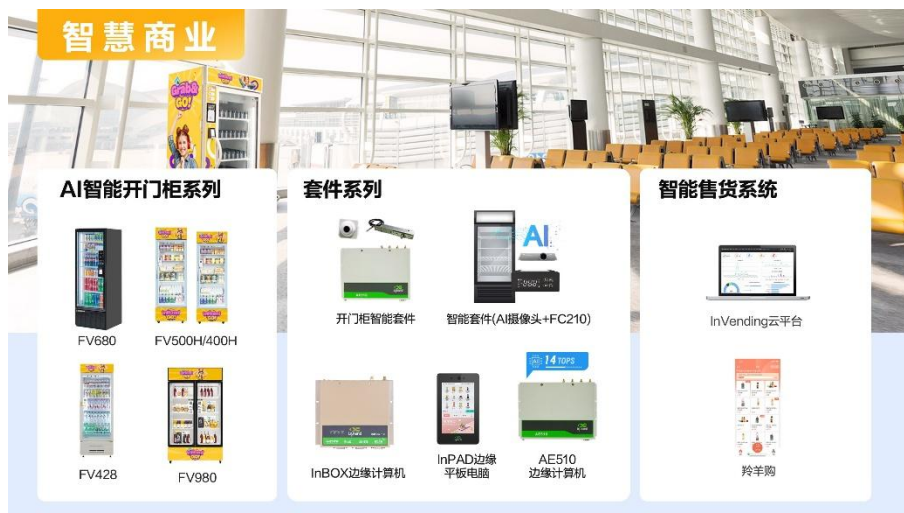 智慧商业
Grab&
GO!
AI智能开门柜系列
FV680
FV500H/400H
FV428
FV980
套件系列
AI
开门柜智能套件
智能套件(AI摄像头+FC210)
14 TOPS
InBOX边缘计算机
InPAD边缘
平板电脑
AE510
边缘计算机
智能售货系统
InVending云平台
羚羊购